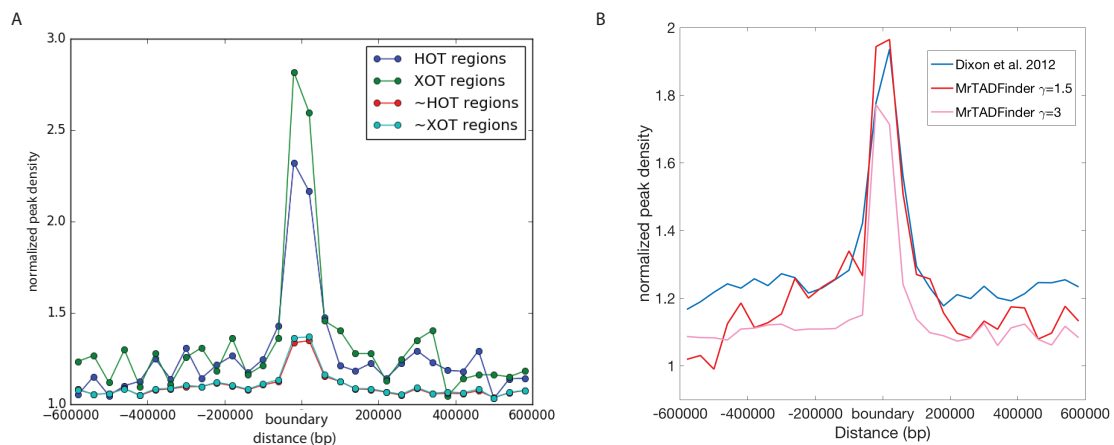 A
normalized peak density
3.0
2.5
2.0
1.5
1.0
HOT regions
XOT regions
~HOT regions
~XOT regions
−600000 −400000 −200000 boundary 200000 400000 600000
distance (bp)
B
normalized peak density
2
1.8
1.6
1.4
1.2
1
Dixon et al. 2012
MrTADFinder γ=1.5
MrTADFinder γ=3
-600000 -400000 -200000 boundary 200000 400000 600000
Distance (bp)